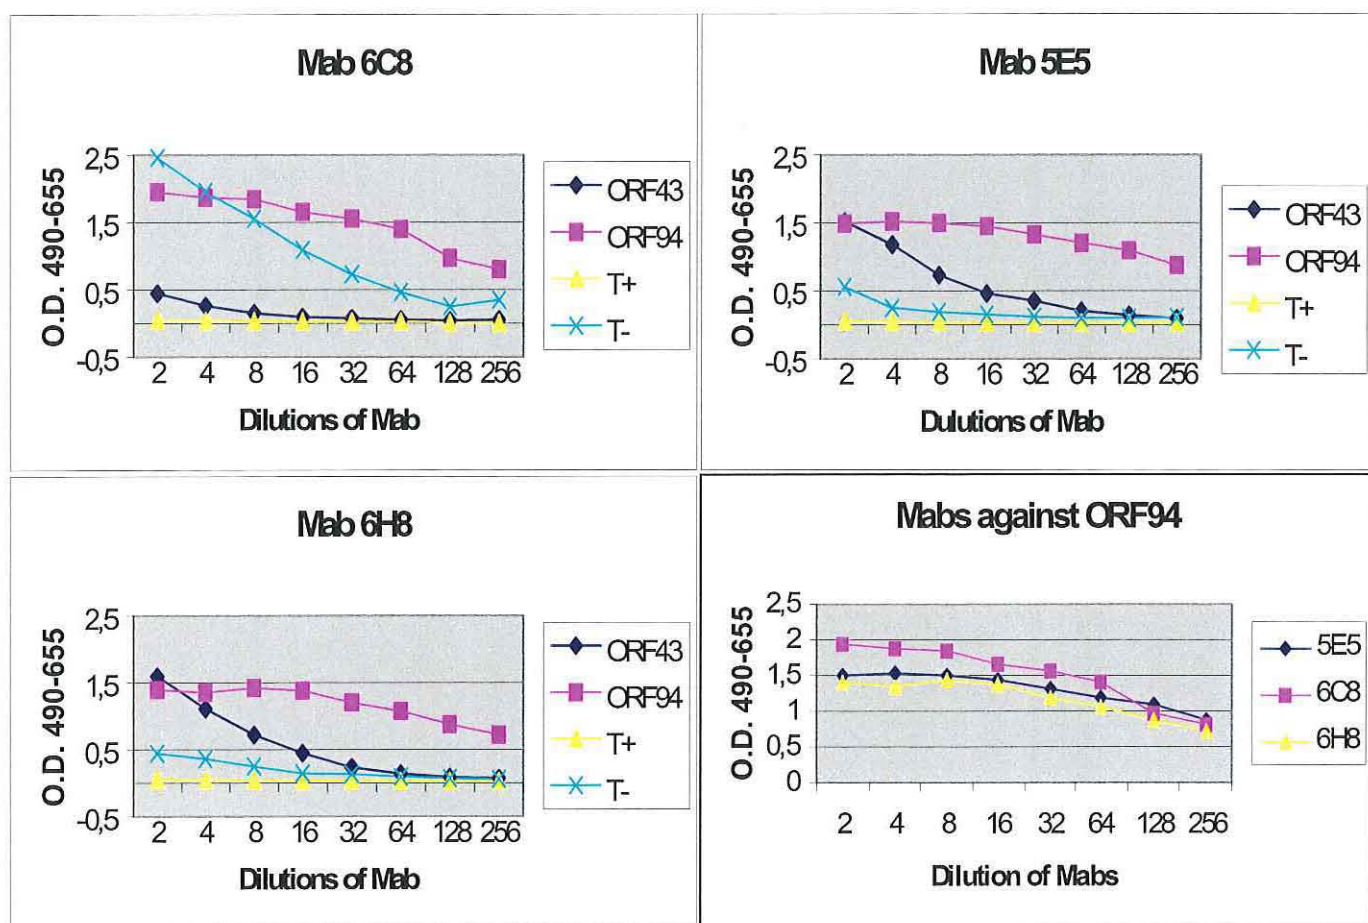 Mab 6C8
O.D. 490-655
2,5
1,5
0,5
-0,5
2 4 8 16 32 64 128 256
Dilutions of Mab
ORF43
ORF94
T+
T-
Mab 5E5
O.D. 490-655
2,5
1,5
0,5
-0,5
2 4 8 16 32 64 128 256
Dulutions of Mab
ORF43
ORF94
T+
T-
Mab 6H8
O.D. 490-655
2,5
1,5
0,5
-0,5
2 4 8 16 32 64 128 256
Dilutions of Mab
ORF43
ORF94
T+
T-
Mabs against ORF94
O.D. 490-655
2,5
2
1,5
1
0,5
0
2 4 8 16 32 64 128 256
Dilution of Mabs
5E5
6C8
6H8